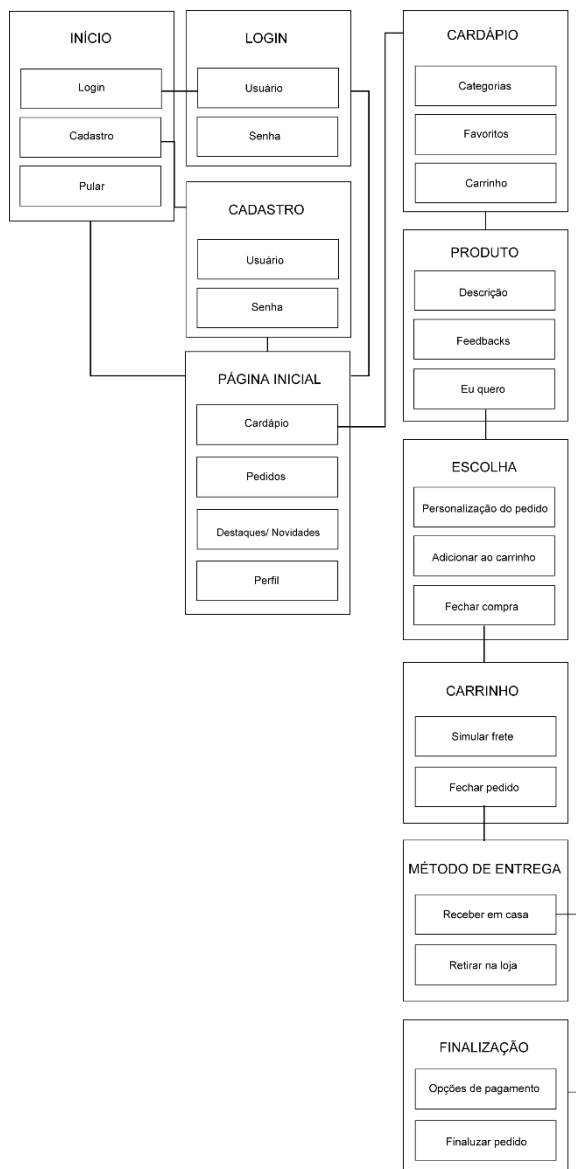 INÍCIO
Login
Cadastro
Pular
LOGIN
Usuário
Senha
CADASTRO
Usuário
Senha
PÁGINA INICIAL
Cardápio
Pedidos
Destaques/ Novidades
Perfil
CARDÁPIO
Categorias
Favoritos
Carrinho
PRODUTO
Descrição
Feedbacks
Eu quero
ESCOLHA
Personalização do pedido
Adicionar ao carrinho
Fechar compra
CARRINHO
Simular frete
Fechar pedido
MÉTODO DE ENTREGA
Receber em casa
Retirar na loja
FINALIZAÇÃO
Opções de pagamento
Finaluzar pedido